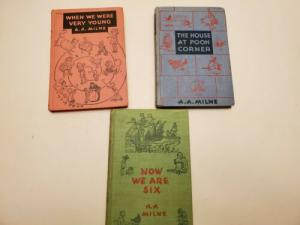 WHEN WE WERE
VERY YOUNG
A. A. MILNE
THE HOUSE
AT POOH
CORNER
A. A. MILNE
NOW
WE ARE
SIX
A.A.
MILNE